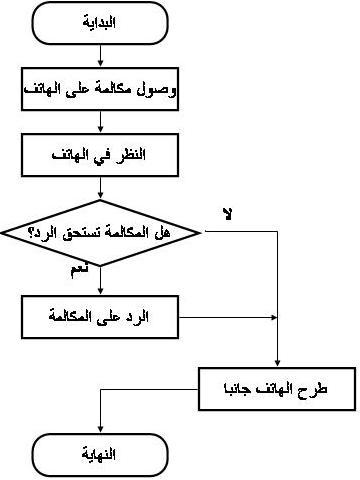 البداية
وصول مكالمة على الهاتف
النظر في الهاتف
هل المكالمة تستحق الرد؟
لا
نعم
الرد على المكالمة
طرح الهاتف جانبا
النهاية